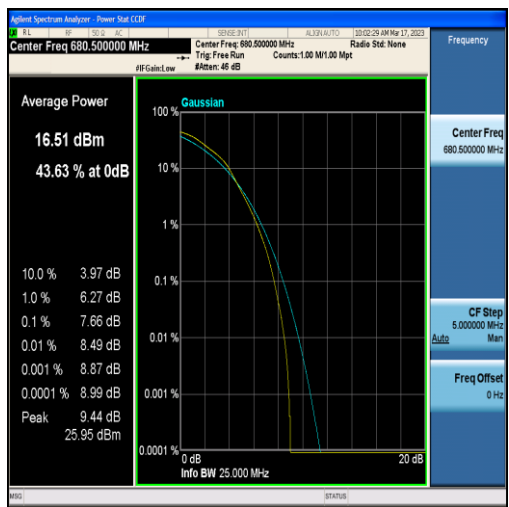 Agilent Spectrum Analyzer - Power Stat CCDF
RL RF 50 Ω AC SENSE:INT ALIGN AUTO 10:02:29 AM Mar 17, 2023
Center Freq 680.500000 MHz
Center Freq: 680.500000 MHz Radio Std: None
Trig: Free Run Counts:1.00 M/1.00 Mpt
#IFGain:Low #Atten: 46 dB
Frequency
Center Freq
680.500000 MHz
CF Step
5.000000 MHz
Auto Man
Freq Offset
0 Hz
Average Power
16.51 dBm
43.63 % at 0dB
10.0 % 3.97 dB
1.0 % 6.27 dB
0.1 % 7.66 dB
0.01 % 8.49 dB
0.001 % 8.87 dB
0.0001 % 8.99 dB
Peak 9.44 dB
25.95 dBm
Gaussian
100 %
10 %
1 %
0.1 %
0.01 %
0.001 %
0.0001 %
0 dB 20 dB
Info BW 25.000 MHz
MSG STATUS